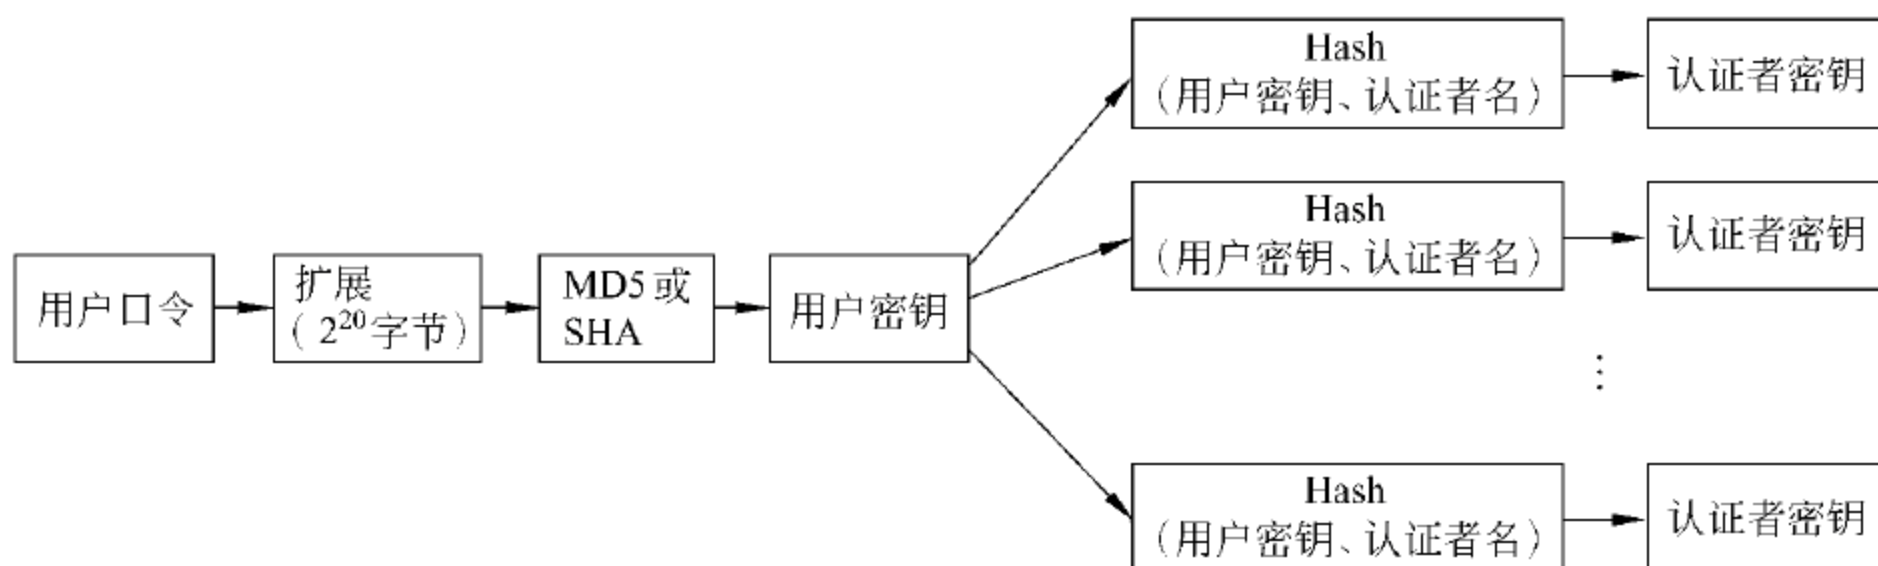 用户口令
扩展
（2²⁰字节）
MD5或
SHA
用户密钥
Hash
（用户密钥、认证者名）
认证者密钥
Hash
（用户密钥、认证者名）
认证者密钥
⋮
Hash
（用户密钥、认证者名）
认证者密钥